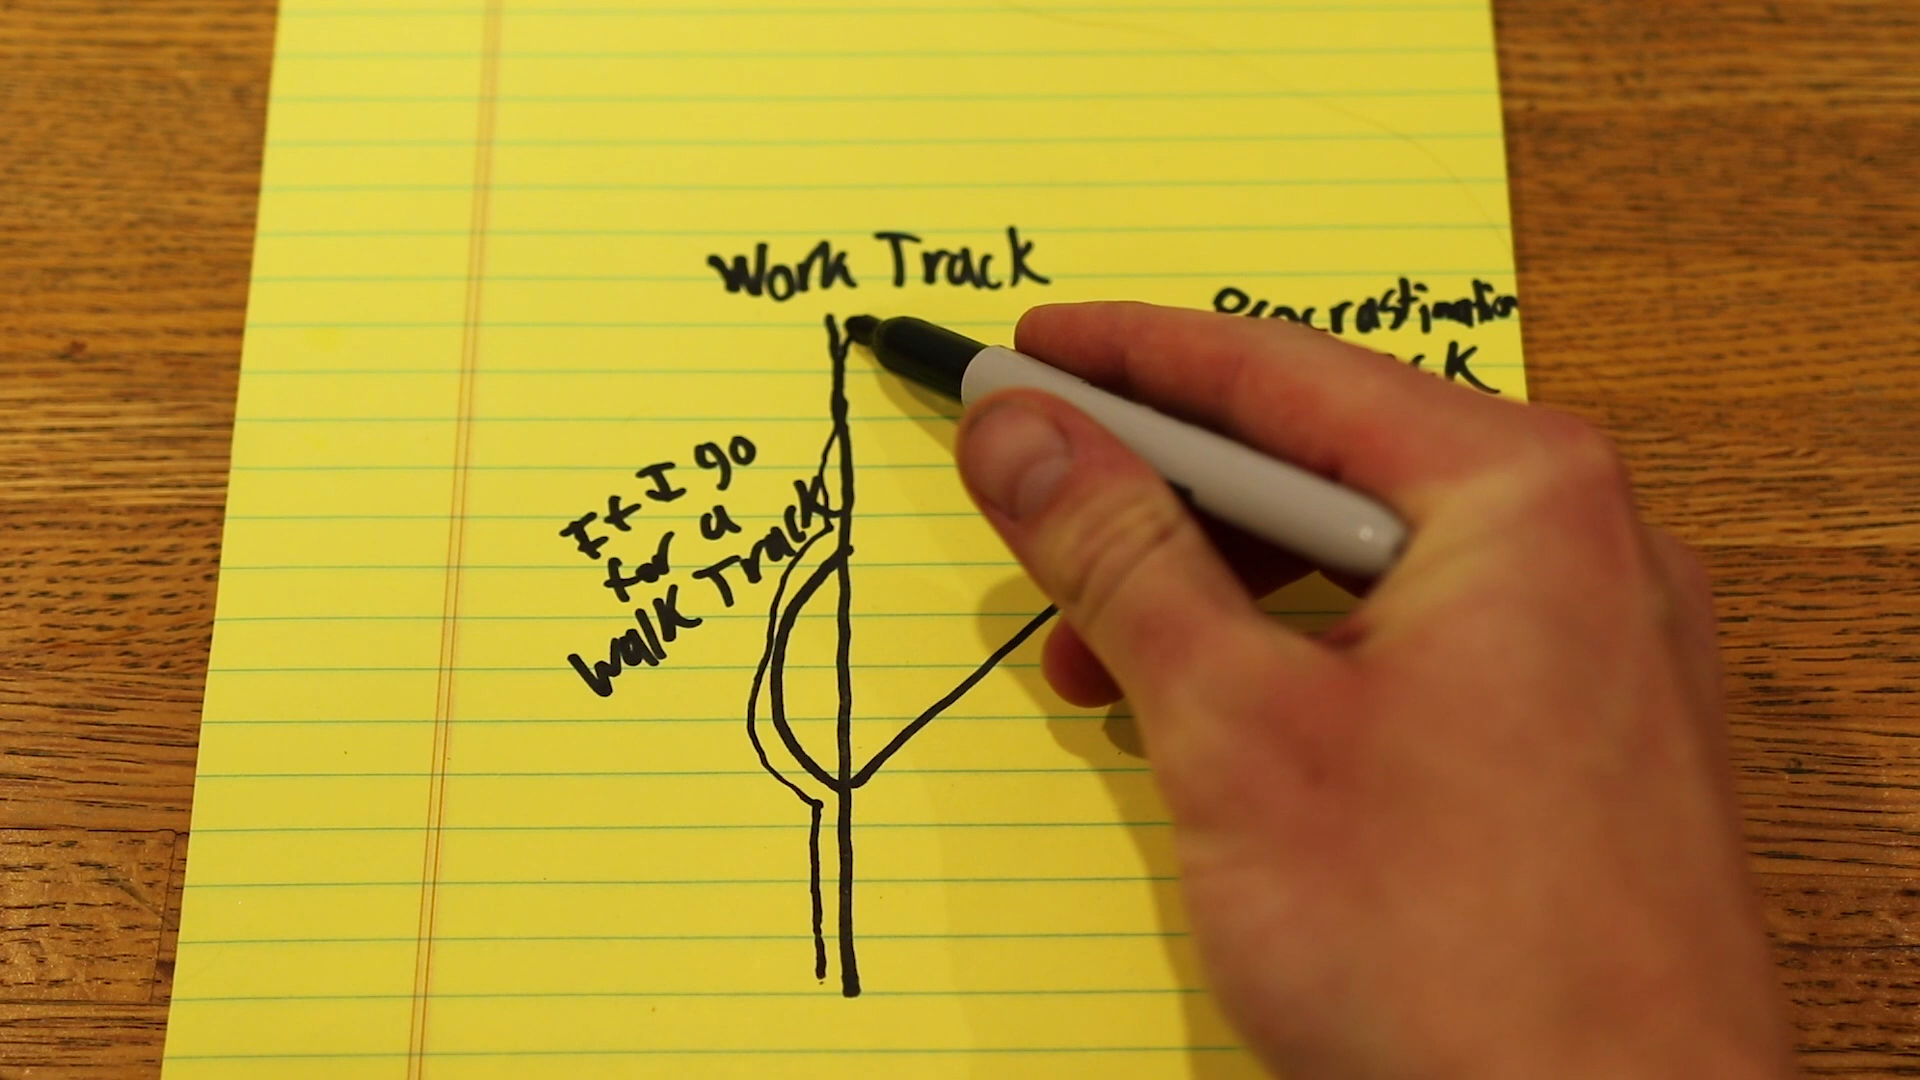 Work Track
Procrastination
If I go
for a
Walk Track